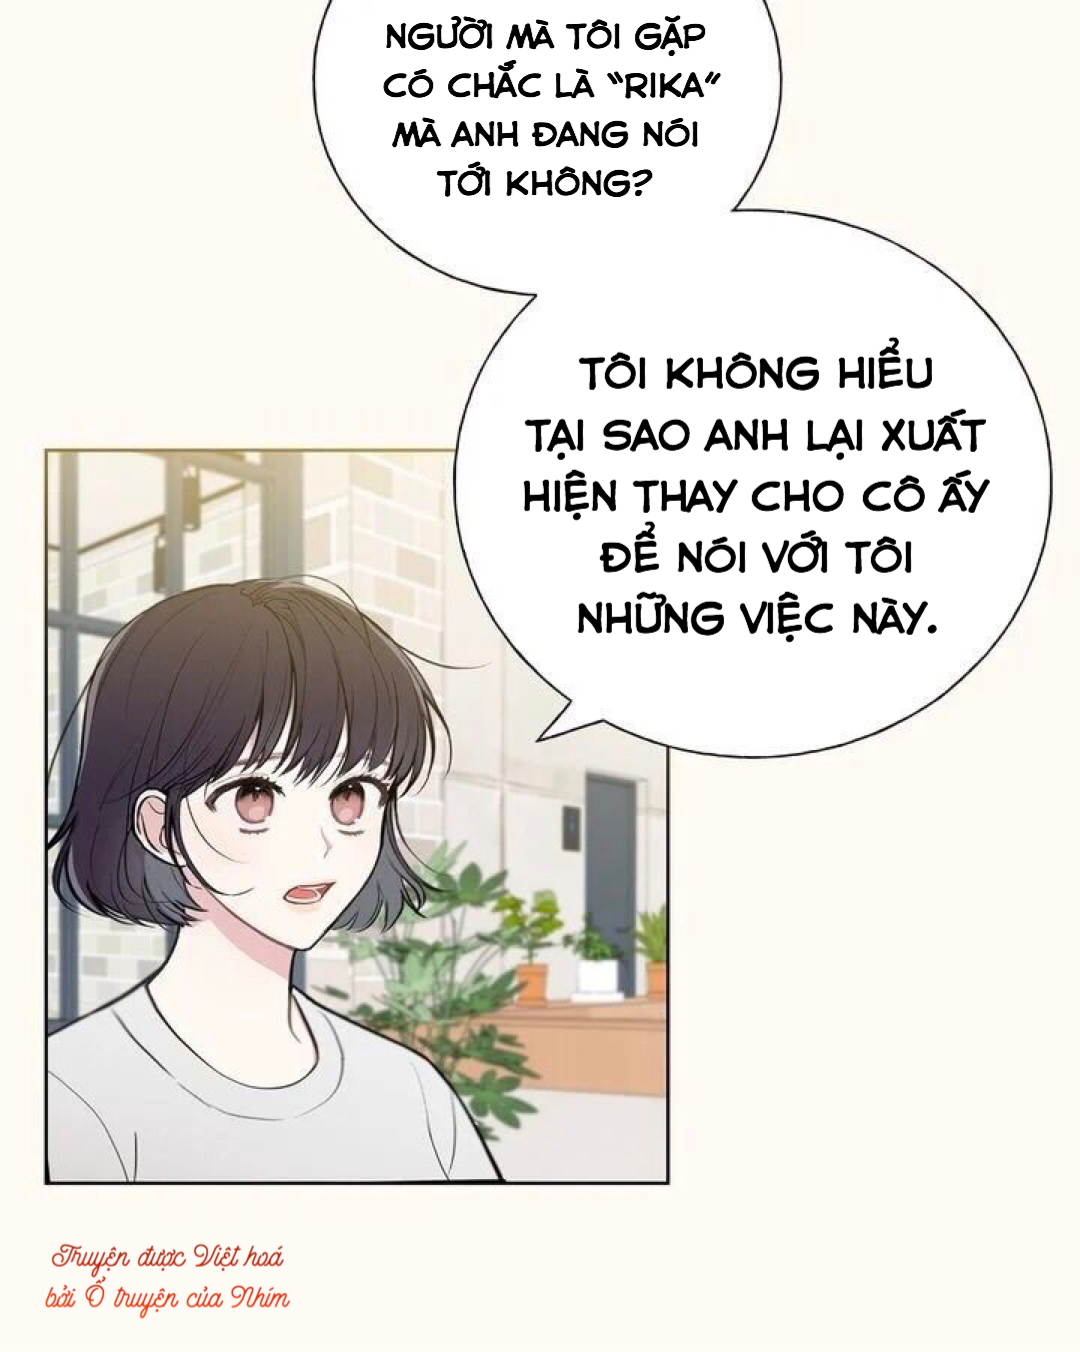 NGƯỜI MÀ TÔI GẶP
CÓ CHẮC LÀ “RIKA”
MÀ ANH ĐANG NÓI
TỚI KHÔNG?
TÔI KHÔNG HIỂU
TẠI SAO ANH LẠI XUẤT
HIỆN THAY CHO CÔ ẤY
ĐỂ NÓI VỚI TÔI
NHỮNG VIỆC NÀY.
Truyện được Việt hoá
bởi Ổ truyện của Nhím